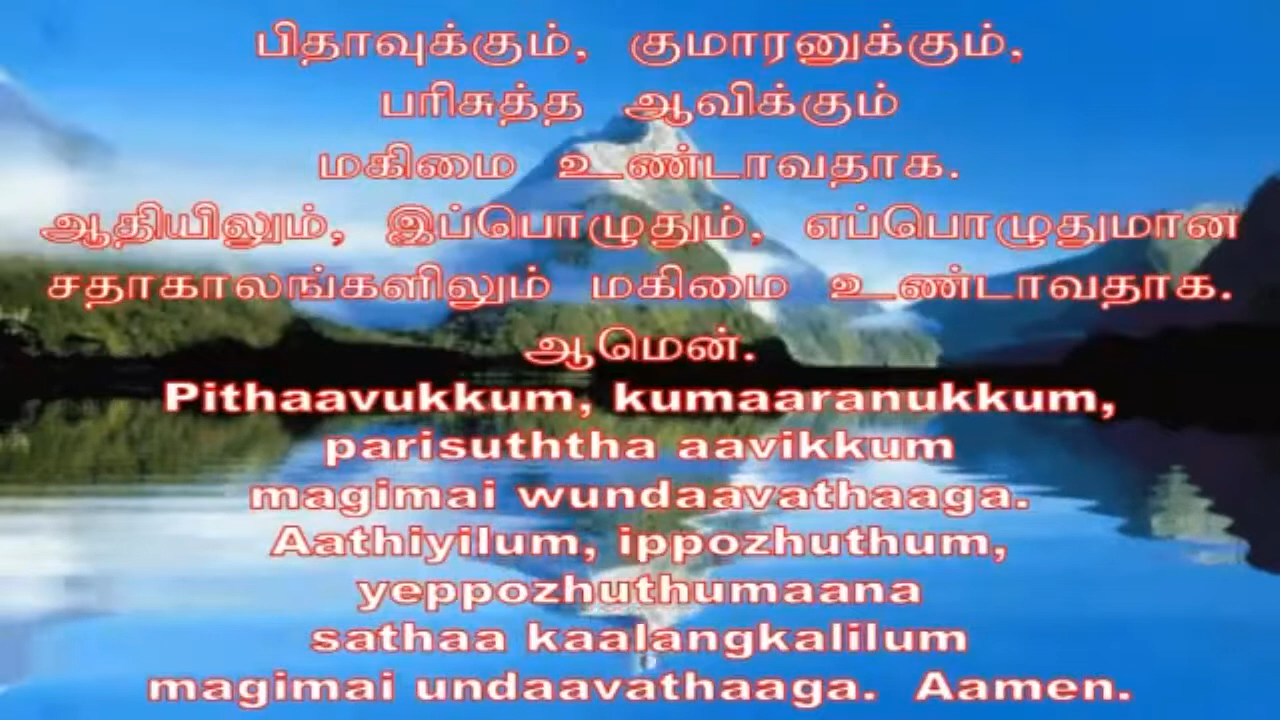 பிதாவுக்கும், குமாரனுக்கும்,
பரிசுத்த ஆவிக்கும்
மகிமை உண்டாவதாக.
ஆதியிலும், இப்பொழுதும், எப்பொழுதுமான
சதாகாலங்களிலும் மகிமை உண்டாவதாக.
ஆமென்.
Pithaavukkum, kumaaranukkum,
parisuththa aavikkum
magimai wundaavathaaga.
Aathiyilum, ippozhuthum,
yeppozhuthumaana
sathaa kaalangkalilum
magimai undaavathaaga. Aamen.